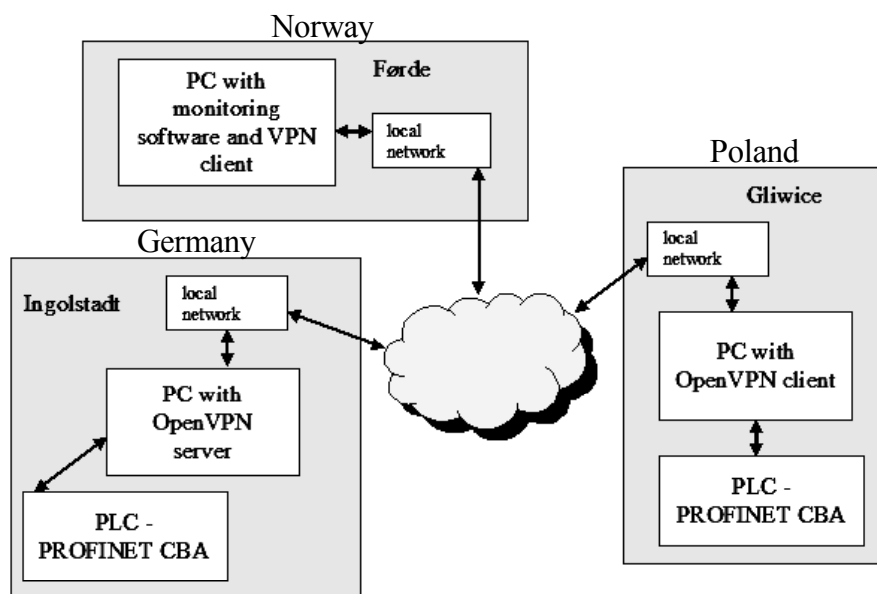 Norway
Førde
PC with
monitoring
software and VPN
client
local
network
Poland
Gliwice
local
network
PC with
OpenVPN client
PLC -
PROFINET CBA
Germany
Ingolstadt
local
network
PC with
OpenVPN
server
PLC -
PROFINET CBA